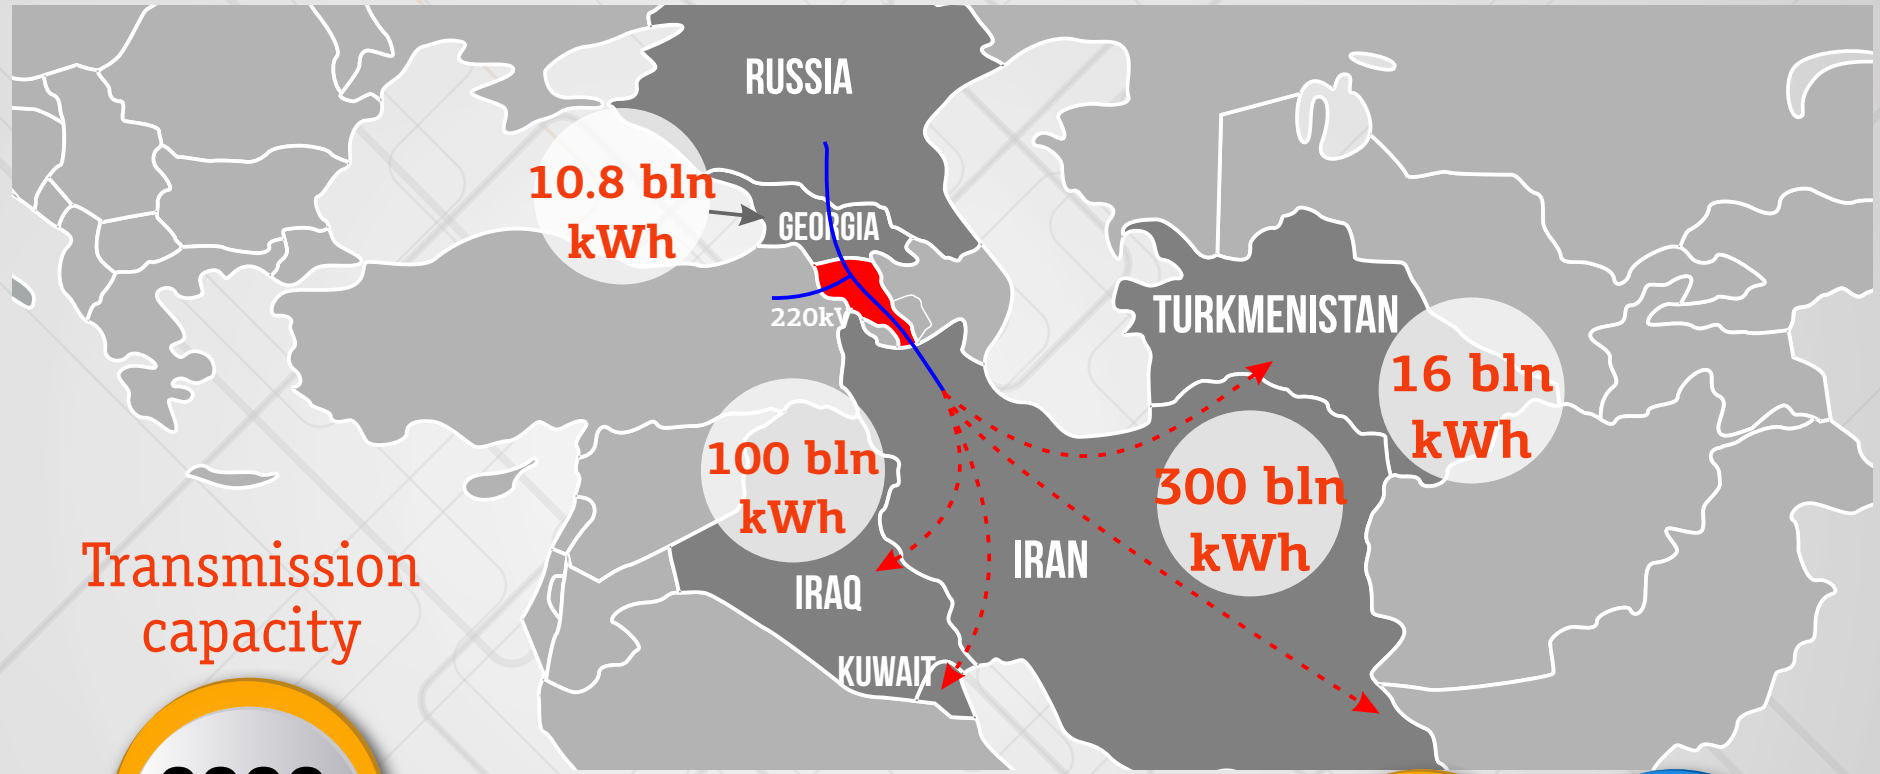 RUSSIA
10.8 bln
kWh
GEORGIA
220kV
TURKMENISTAN
16 bln
kWh
100 bln
kWh
300 bln
kWh
IRAN
IRAQ
KUWAIT
Transmission
capacity